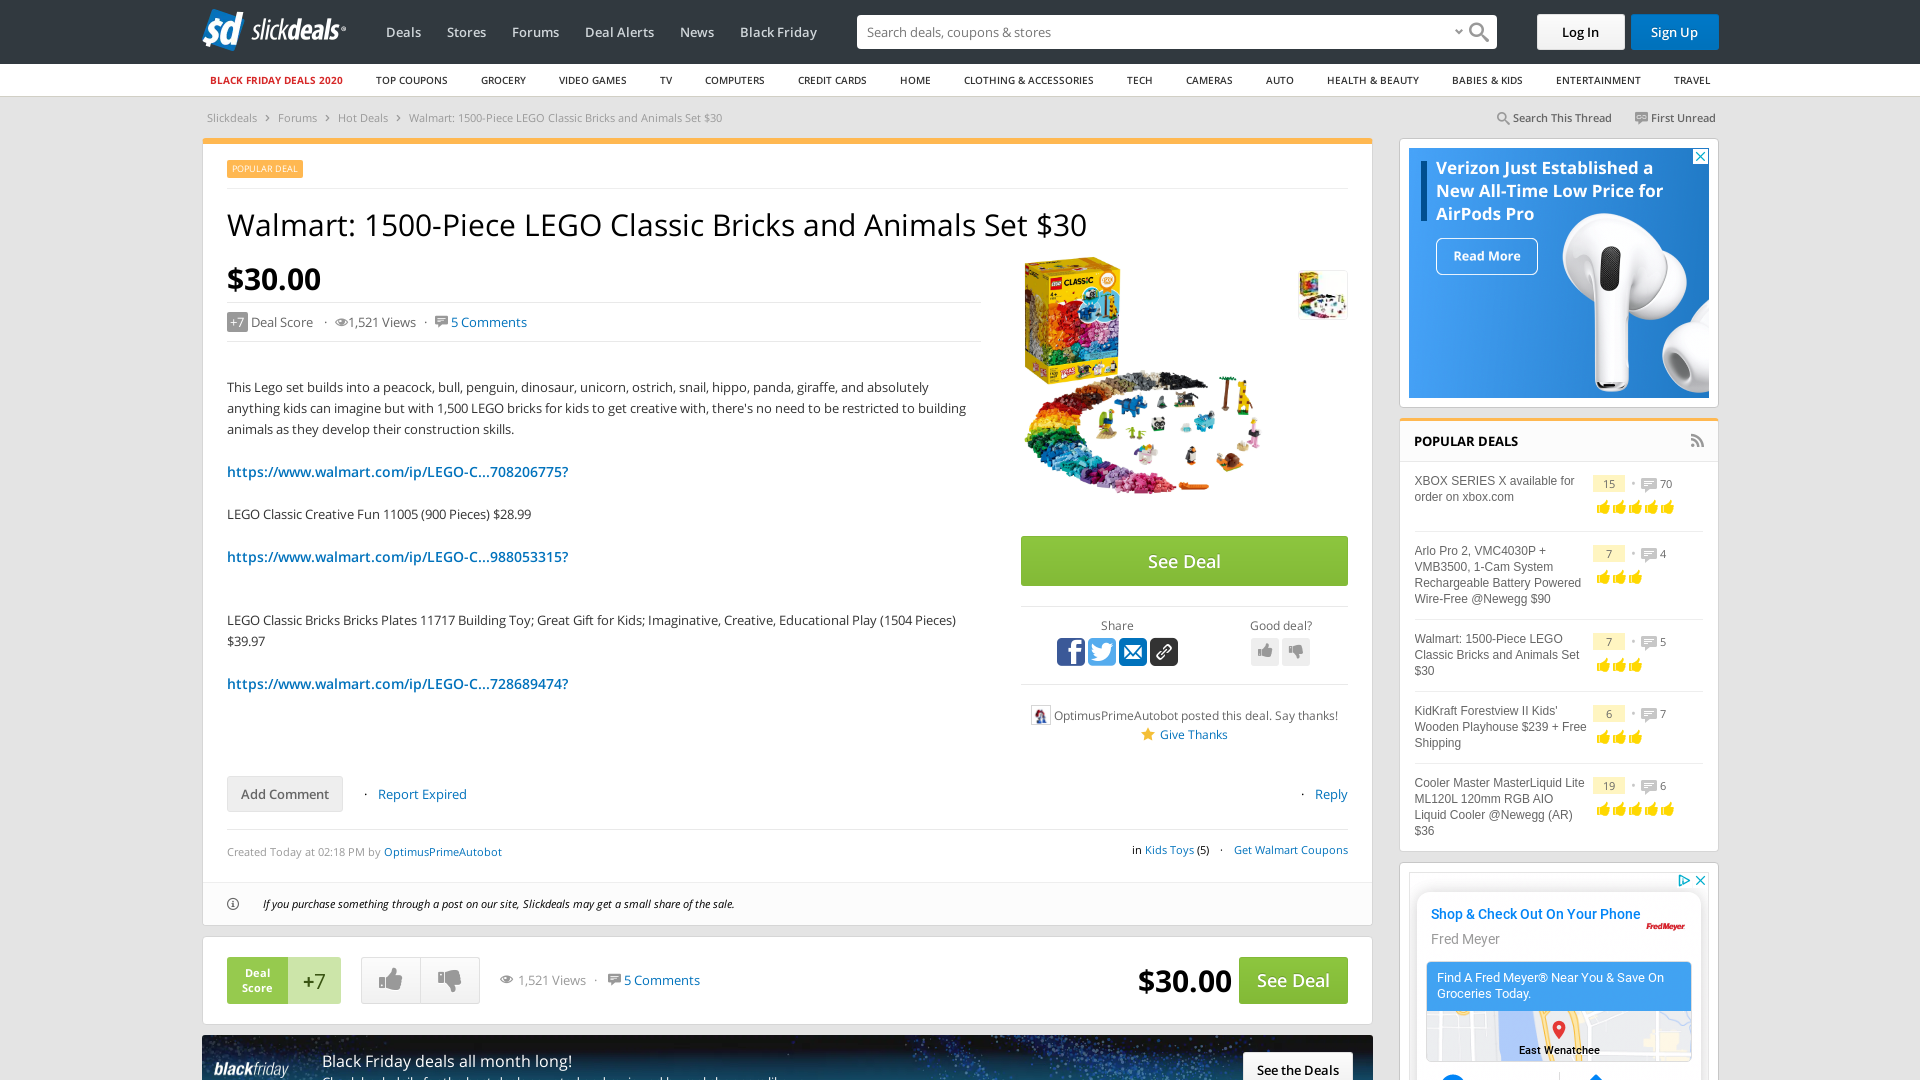 slickdeals
Deals
Stores
Forums
Deal Alerts
News
Black Friday
Search deals, coupons & stores
Log In
Sign Up
BLACK FRIDAY DEALS 2020
TOP COUPONS
GROCERY
VIDEO GAMES
TV
COMPUTERS
CREDIT CARDS
HOME
CLOTHING & ACCESSORIES
TECH
CAMERAS
AUTO
HEALTH & BEAUTY
BABIES & KIDS
ENTERTAINMENT
TRAVEL
Slickdeals › Forums › Hot Deals › Walmart: 1500-Piece LEGO Classic Bricks and Animals Set $30
Search This Thread
First Unread
POPULAR DEAL
Walmart: 1500-Piece LEGO Classic Bricks and Animals Set $30
$30.00
+7 Deal Score · 1,521 Views · 5 Comments
This Lego set builds into a peacock, bull, penguin, dinosaur, unicorn, ostrich, snail, hippo, panda, giraffe, and absolutely
anything kids can imagine but with 1,500 LEGO bricks for kids to get creative with, there's no need to be restricted to building
animals as they develop their construction skills.
https://www.walmart.com/ip/LEGO-C...708206775?
LEGO Classic Creative Fun 11005 (900 Pieces) $28.99
https://www.walmart.com/ip/LEGO-C...988053315?
LEGO Classic Bricks Bricks Plates 11717 Building Toy; Great Gift for Kids; Imaginative, Creative, Educational Play (1504 Pieces)
$39.97
https://www.walmart.com/ip/LEGO-C...728689474?
CLASSIC
See Deal
Share
Good deal?
OptimusPrimeAutobot posted this deal. Say thanks!
Give Thanks
Add Comment
· Report Expired
· Reply
Created Today at 02:18 PM by OptimusPrimeAutobot
in Kids Toys (5) · Get Walmart Coupons
If you purchase something through a post on our site, Slickdeals may get a small share of the sale.
Deal
Score
+7
1,521 Views · 5 Comments
$30.00
See Deal
blackfriday
Black Friday deals all month long!
See the Deals
Verizon Just Established a
New All-Time Low Price for
AirPods Pro
Read More
POPULAR DEALS
XBOX SERIES X available for
order on xbox.com
15 · 70
Arlo Pro 2, VMC4030P +
VMB3500, 1-Cam System
Rechargeable Battery Powered
Wire-Free @Newegg $90
7 · 4
Walmart: 1500-Piece LEGO
Classic Bricks and Animals Set
$30
7 · 5
KidKraft Forestview II Kids'
Wooden Playhouse $239 + Free
Shipping
6 · 7
Cooler Master MasterLiquid Lite
ML120L 120mm RGB AIO
Liquid Cooler @Newegg (AR)
$36
19 · 6
Shop & Check Out On Your Phone
Fred Meyer
FredMeyer
Find A Fred Meyer® Near You & Save On
Groceries Today.
East Wenatchee